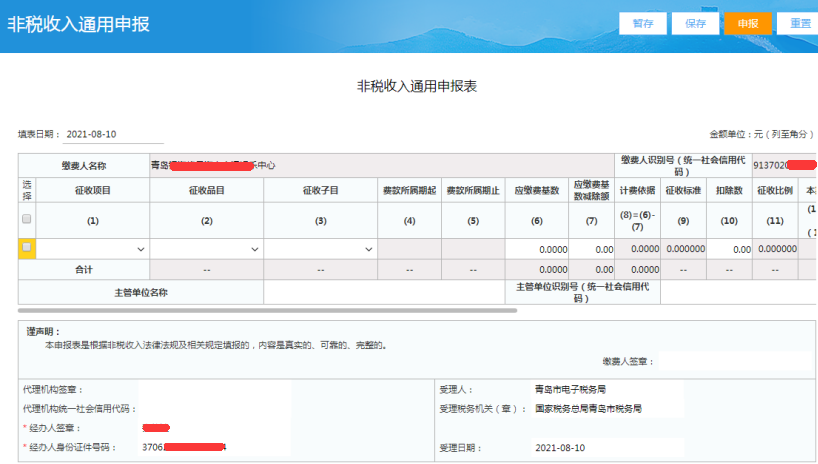 非税收入通用申报
暂存 保存 申报 重置
非税收入通用申报表
填表日期： 2021-08-10 金额单位：元（列至角分）
缴费人名称 青岛 乐中心 缴费人识别号（统一社会信用代码） 9137020
选择 征收项目 征收品目 征收子目 费款所属期起 费款所属期止 应缴费基数 应缴费基数减除额 计费依据 征收标准 扣除数 征收比例 本
(1) (2) (3) (4) (5) (6) (7) (8)=(6)-(7) (9) (10) (11) (1
0.0000 0.00 0.0000 0.000000 0.00 0.000000
合计 -- -- -- -- 0.0000 0.00 0.0000 -- -- --
主管单位名称 主管单位识别号（统一社会信用代码）
谨声明：
本申报表是根据非税收入法律法规及相关规定填报的，内容是真实的、可靠的、完整的。
缴费人签章：
代理机构签章： 受理人： 青岛市电子税务局
代理机构统一社会信用代码： 受理税务机关（章）： 国家税务总局青岛市税务局
* 经办人签章：
* 经办人身份证件号码： 3706 4 受理日期： 2021-08-10